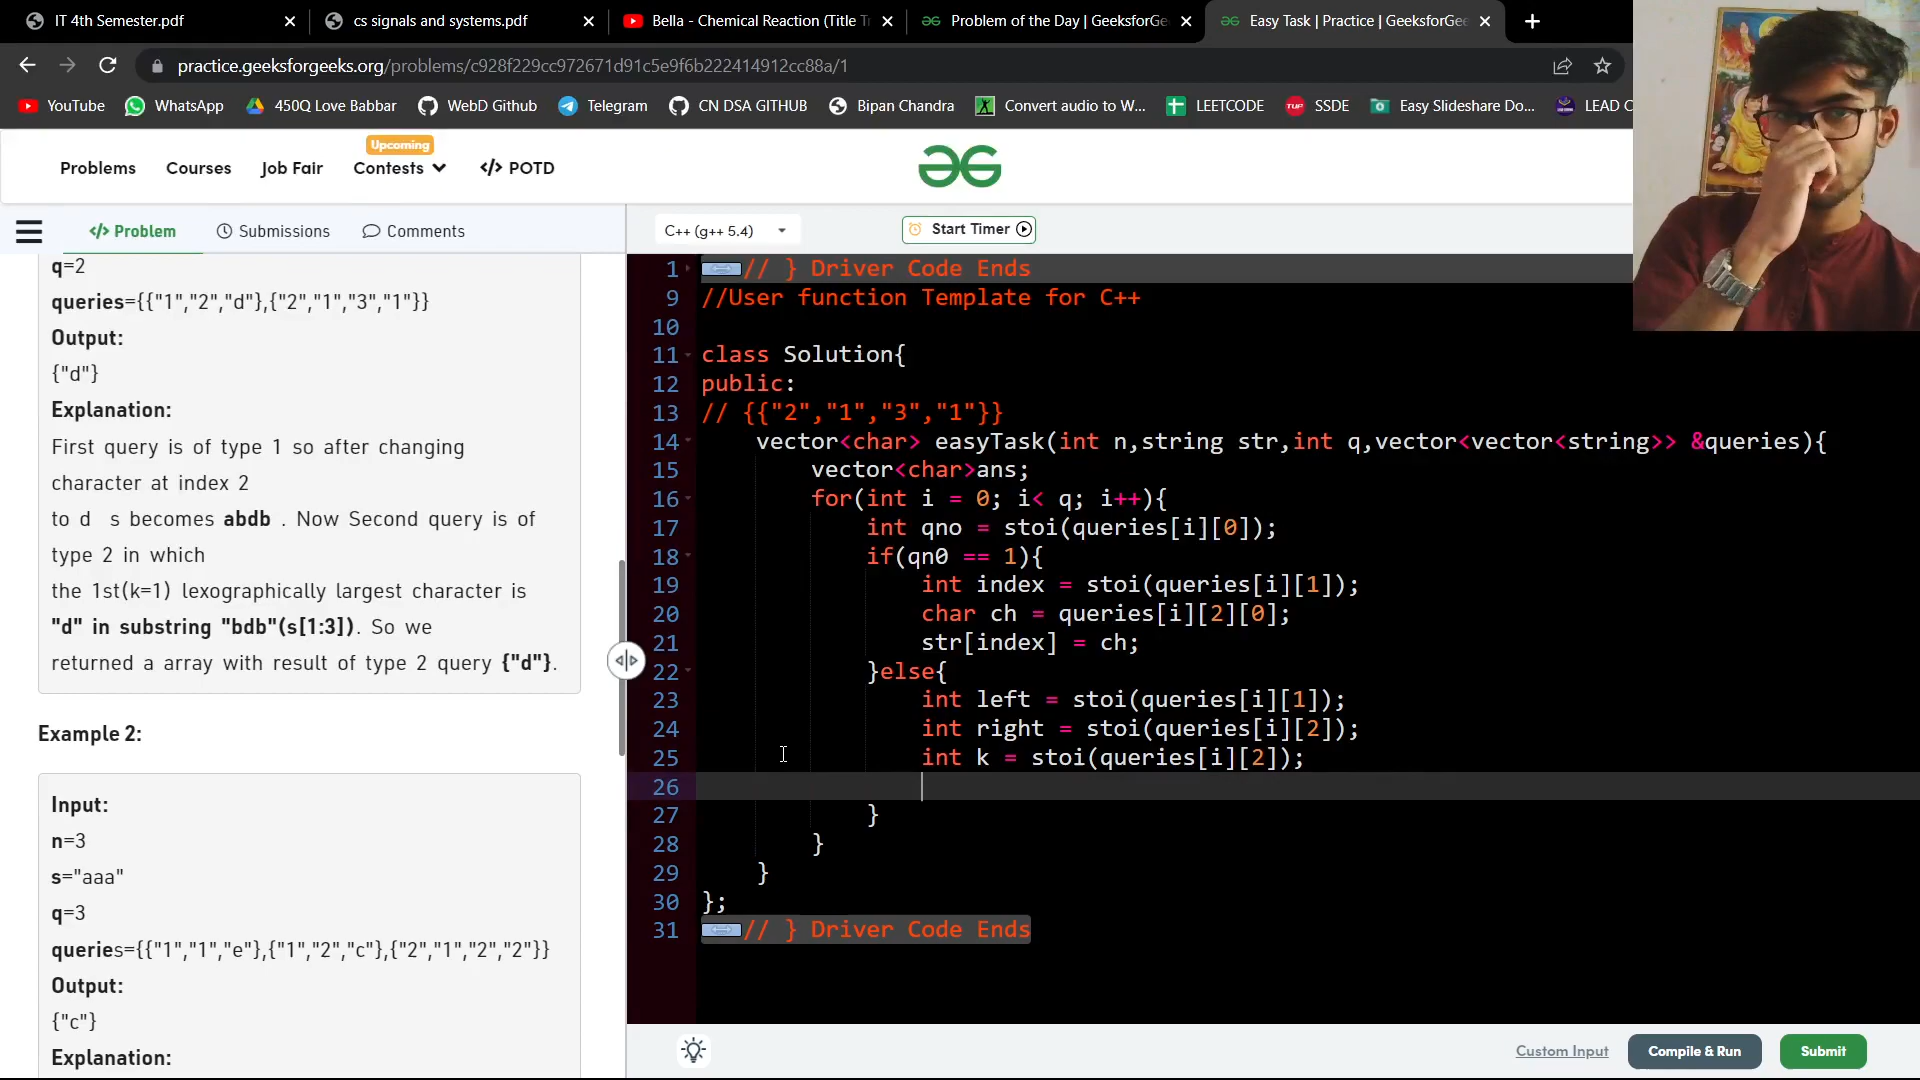 IT 4th Semester.pdf
cs signals and systems.pdf
Bella - Chemical Reaction (Title Tr
Problem of the Day | GeeksforGe
Easy Task | Practice | GeeksforGee
practice.geeksforgeeks.org/problems/c928f229cc972671d91c5e9f6b222414912cc88a/1
YouTube
WhatsApp
450Q Love Babbar
WebD Github
Telegram
CN DSA GITHUB
Bipan Chandra
Convert audio to W...
LEETCODE
TUF
SSDE
Easy Slideshare Do...
LEAD C
Upcoming
Problems
Courses
Job Fair
Contests
</> POTD
</> Problem
Submissions
Comments
C++ (g++ 5.4)
Start Timer
q=2
queries={{"1","2","d"},{"2","1","3","1"}}
Output:
{"d"}
Explanation:
First query is of type 1 so after changing
character at index 2
to d s becomes abdb . Now Second query is of
type 2 in which
the 1st(k=1) lexographically largest character is
"d" in substring "bdb"(s[1:3]). So we
returned a array with result of type 2 query {"d"}.
Example 2:
Input:
n=3
s="aaa"
q=3
queries={{"1","1","e"},{"1","2","c"},{"2","1","2","2"}}
Output:
{"c"}
Explanation:
1 // } Driver Code Ends
9 //User function Template for C++
10
11 class Solution{
12 public:
13 // {{"2","1","3","1"}}
14 vector<char> easyTask(int n,string str,int q,vector<vector<string>> &queries){
15 vector<char>ans;
16 for(int i = 0; i< q; i++){
17 int qno = stoi(queries[i][0]);
18 if(qn0 == 1){
19 int index = stoi(queries[i][1]);
20 char ch = queries[i][2][0];
21 str[index] = ch;
22 }else{
23 int left = stoi(queries[i][1]);
24 int right = stoi(queries[i][2]);
25 int k = stoi(queries[i][2]);
26
27 }
28 }
29 }
30 };
31 // } Driver Code Ends
Custom Input
Compile & Run
Submit